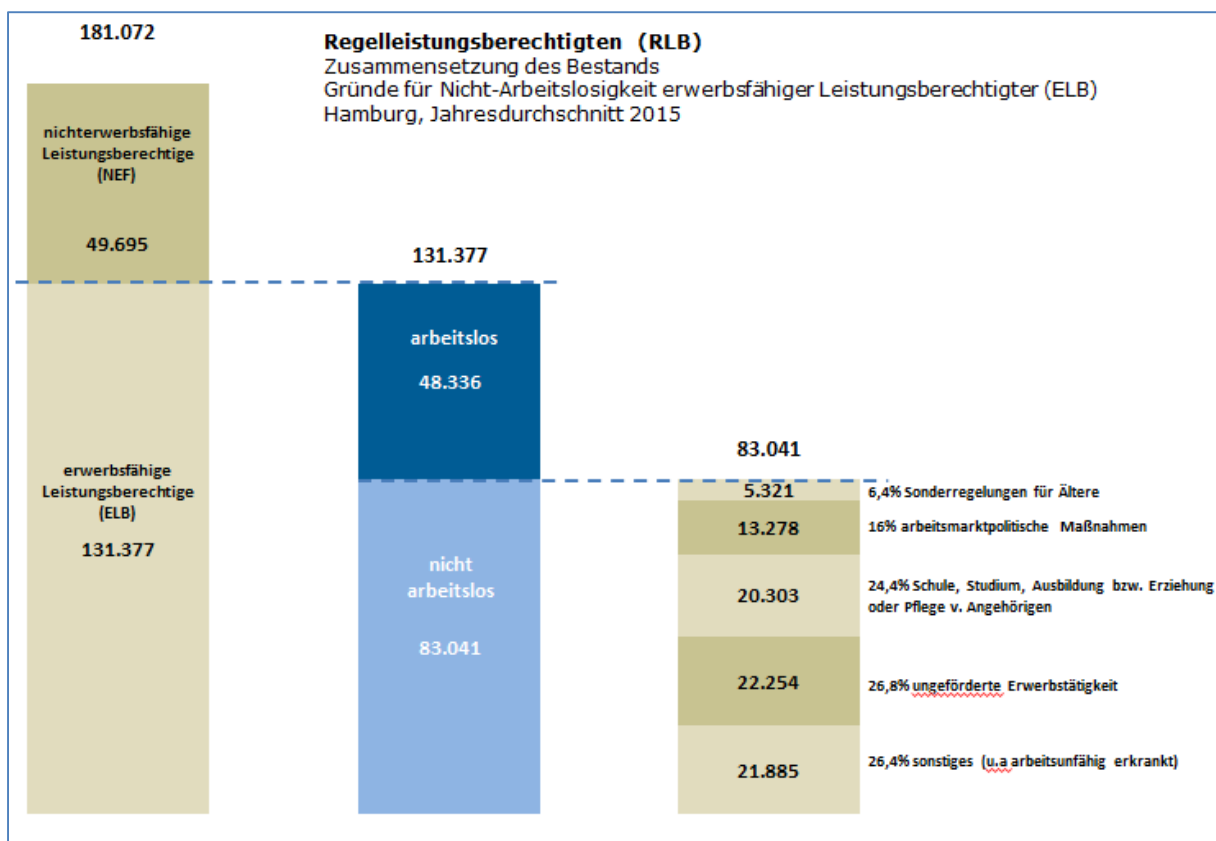 181.072
Regelleistungsberechtigten (RLB)
Zusammensetzung des Bestands
Gründe für Nicht-Arbeitslosigkeit erwerbsfähiger Leistungsberechtigter (ELB)
Hamburg, Jahresdurchschnitt 2015
nichterwerbsfähige
Leistungsberechtige
(NEF)
49.695
erwerbsfähige
Leistungsberechtige
(ELB)
131.377
131.377
arbeitslos
48.336
nicht
arbeitslos
83.041
83.041
5.321
6,4% Sonderregelungen für Ältere
13.278
16% arbeitsmarktpolitische Maßnahmen
20.303
24,4% Schule, Studium, Ausbildung bzw. Erziehung
oder Pflege v. Angehörigen
22.254
26,8% ungeförderte Erwerbstätigkeit
21.885
26,4% sonstiges (u.a arbeitsunfähig erkrankt)